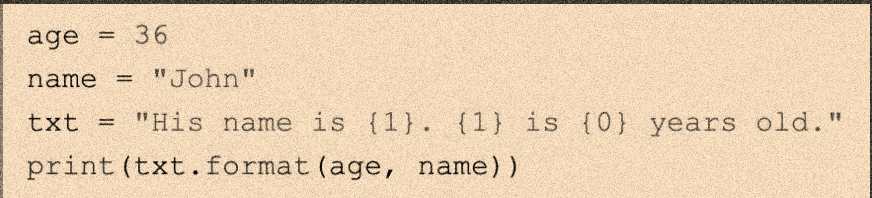 age = 36
name = "John"
txt = "His name is {1}. {1} is {0} years old."
print(txt.format(age, name))